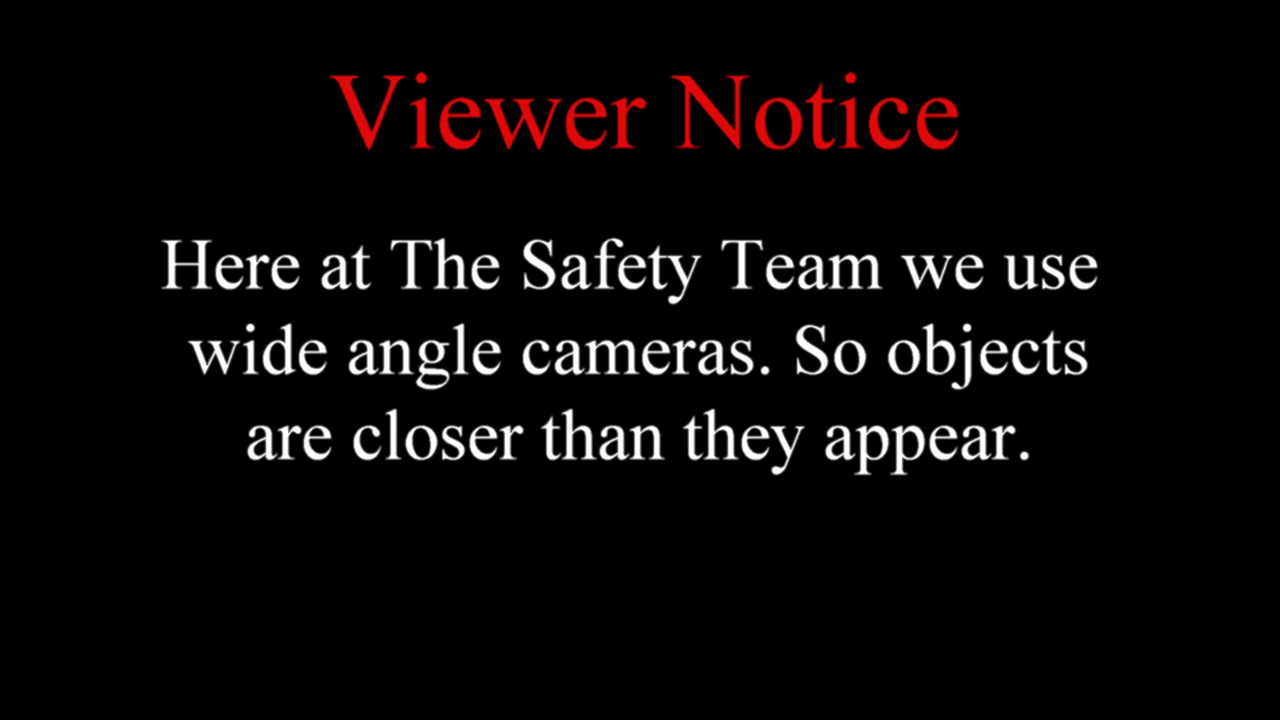 Viewer Notice
Here at The Safety Team we use
wide angle cameras. So objects
are closer than they appear.